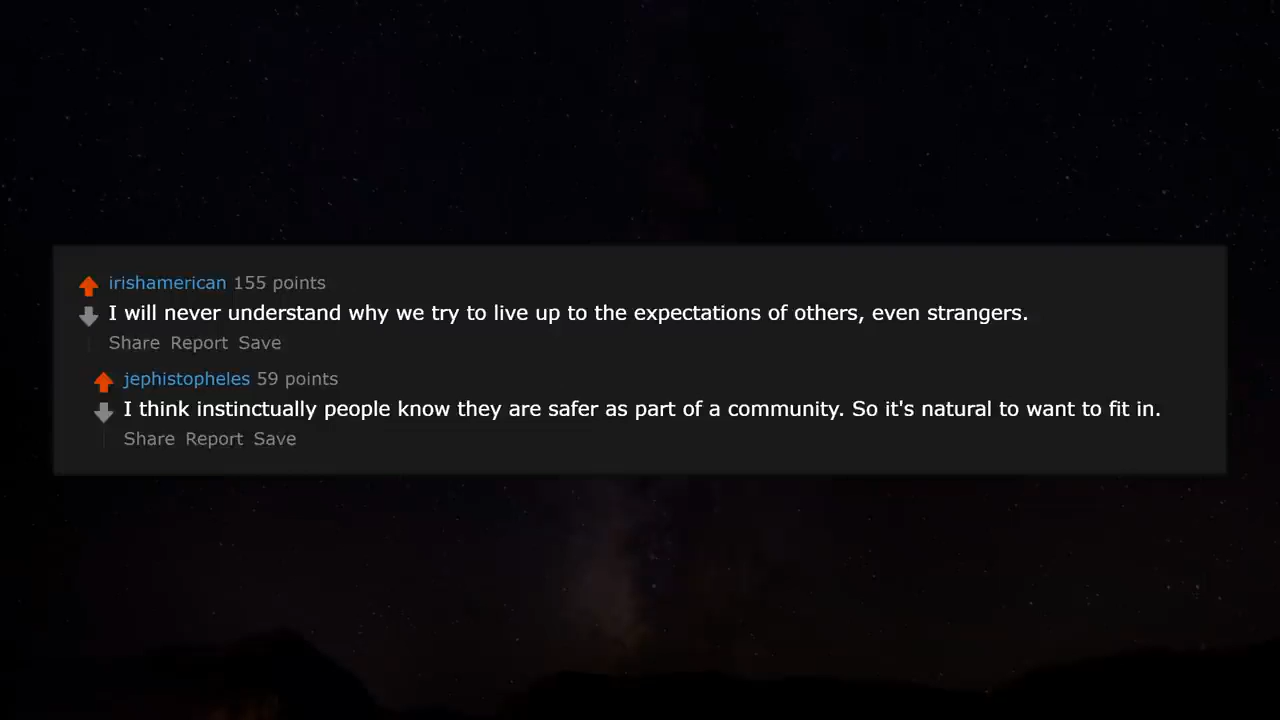 irishamerican 155 points
I will never understand why we try to live up to the expectations of others, even strangers.
Share Report Save
jephistopheles 59 points
I think instinctually people know they are safer as part of a community. So it's natural to want to fit in.
Share Report Save